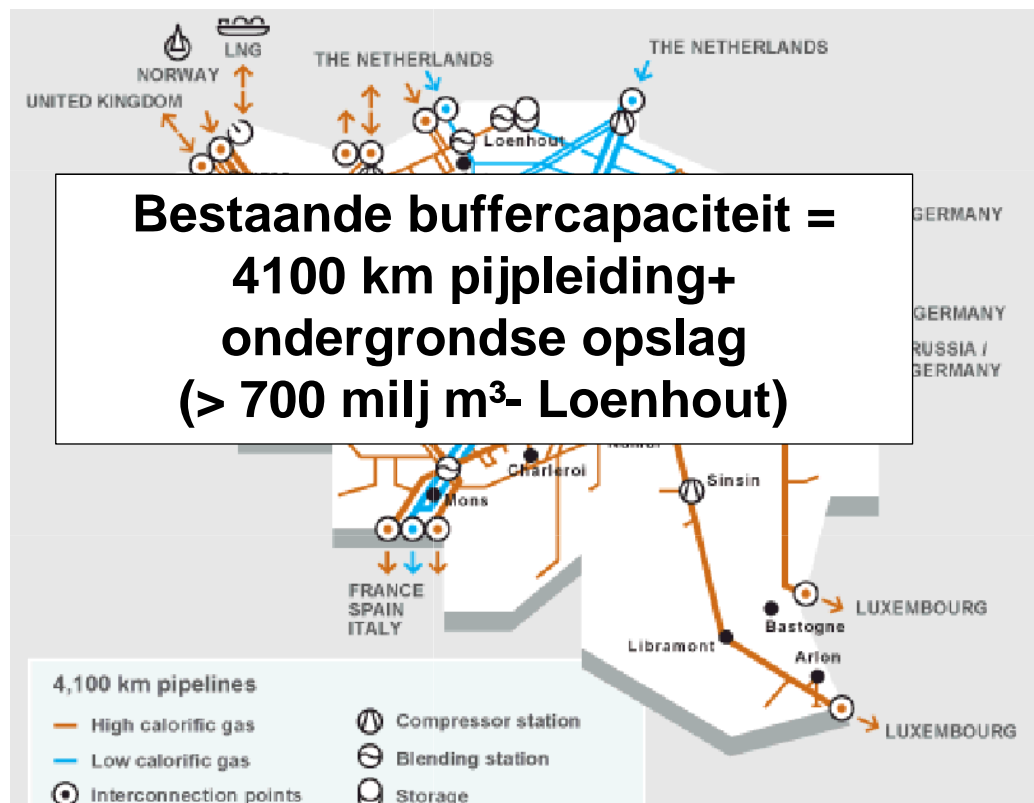 LNG
NORWAY
THE NETHERLANDS
THE NETHERLANDS
UNITED KINGDOM
Loenhout
Bestaande buffercapaciteit =
4100 km pijpleiding+
ondergrondse opslag
(> 700 milj m³- Loenhout)
GERMANY
GERMANY
RUSSIA /
GERMANY
Charleroi
Sinsin
Mons
FRANCE
SPAIN
ITALY
LUXEMBOURG
Bastogne
Libramont
Arlon
LUXEMBOURG
4,100 km pipelines
High calorific gas
Compressor station
Low calorific gas
Blending station
Interconnection points
Storage